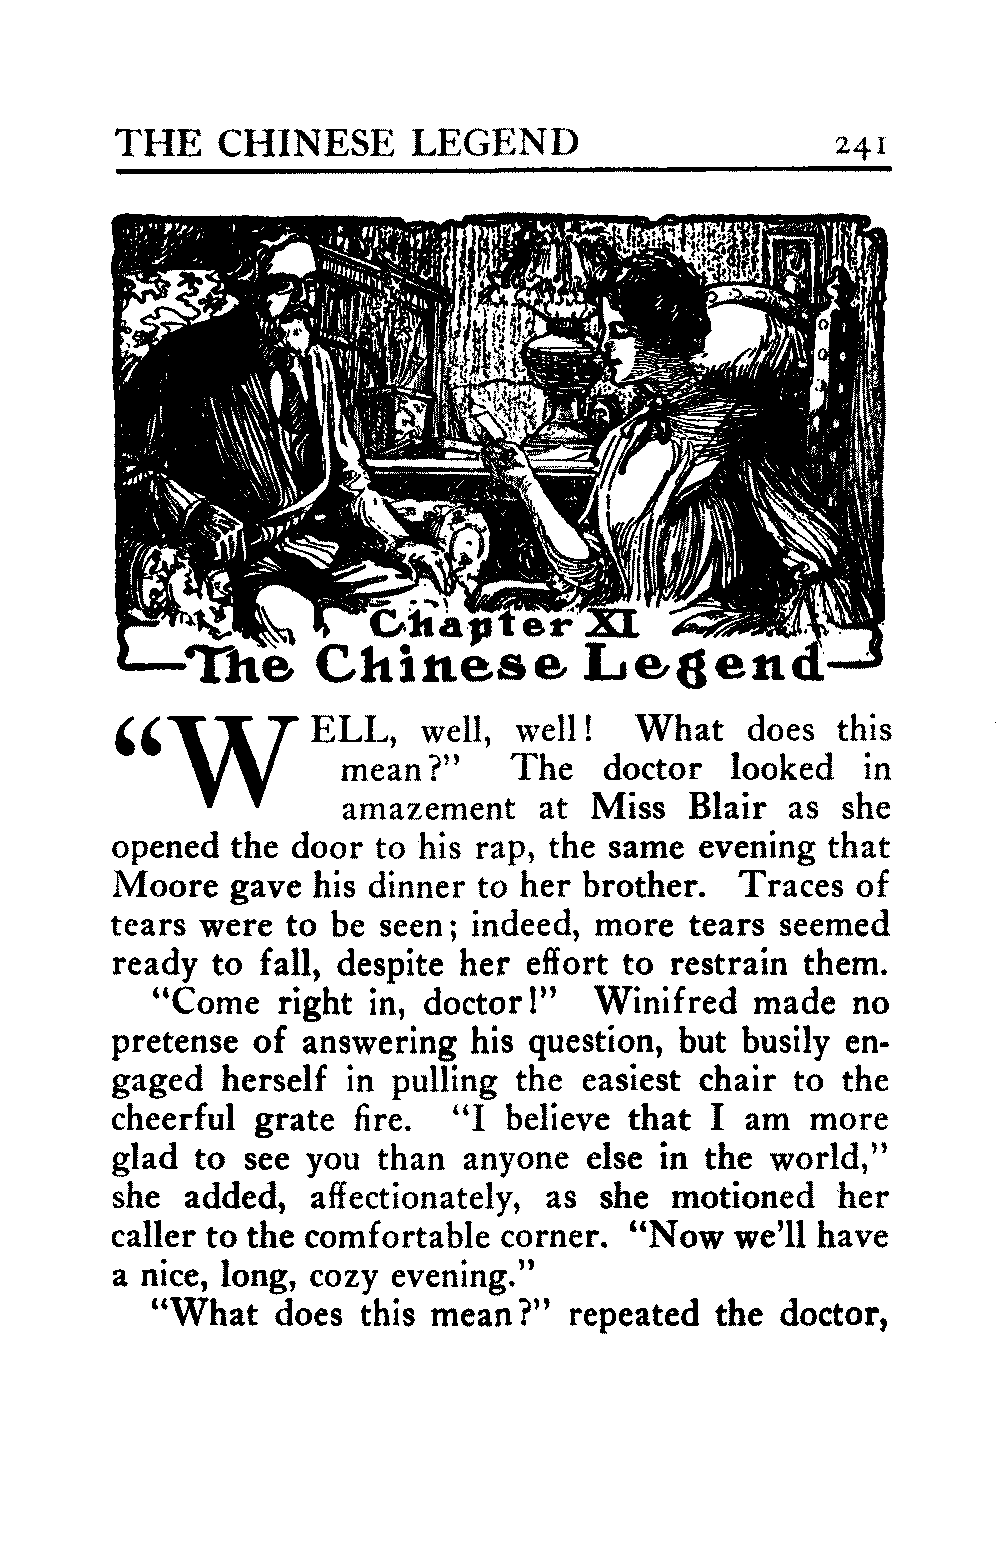 THE CHINESE LEGEND 241
Chapter XI
The Chinese Legend
"WELL, well, well! What does this
mean?" The doctor looked in
amazement at Miss Blair as she
opened the door to his rap, the same evening that
Moore gave his dinner to her brother. Traces of
tears were to be seen; indeed, more tears seemed
ready to fall, despite her effort to restrain them.
"Come right in, doctor!" Winifred made no
pretense of answering his question, but busily en-
gaged herself in pulling the easiest chair to the
cheerful grate fire. "I believe that I am more
glad to see you than anyone else in the world,"
she added, affectionately, as she motioned her
caller to the comfortable corner. "Now we'll have
a nice, long, cozy evening."
"What does this mean?" repeated the doctor,